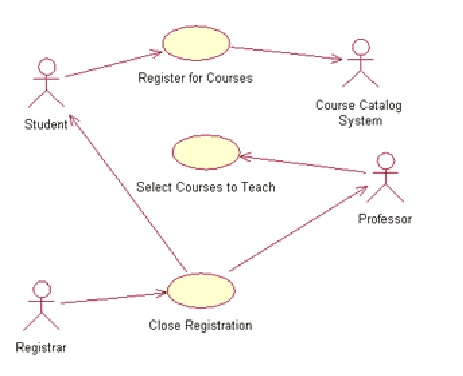 Register for Courses
Student
Course Catalog
System
Select Courses to Teach
Professor
Close Registration
Registrar